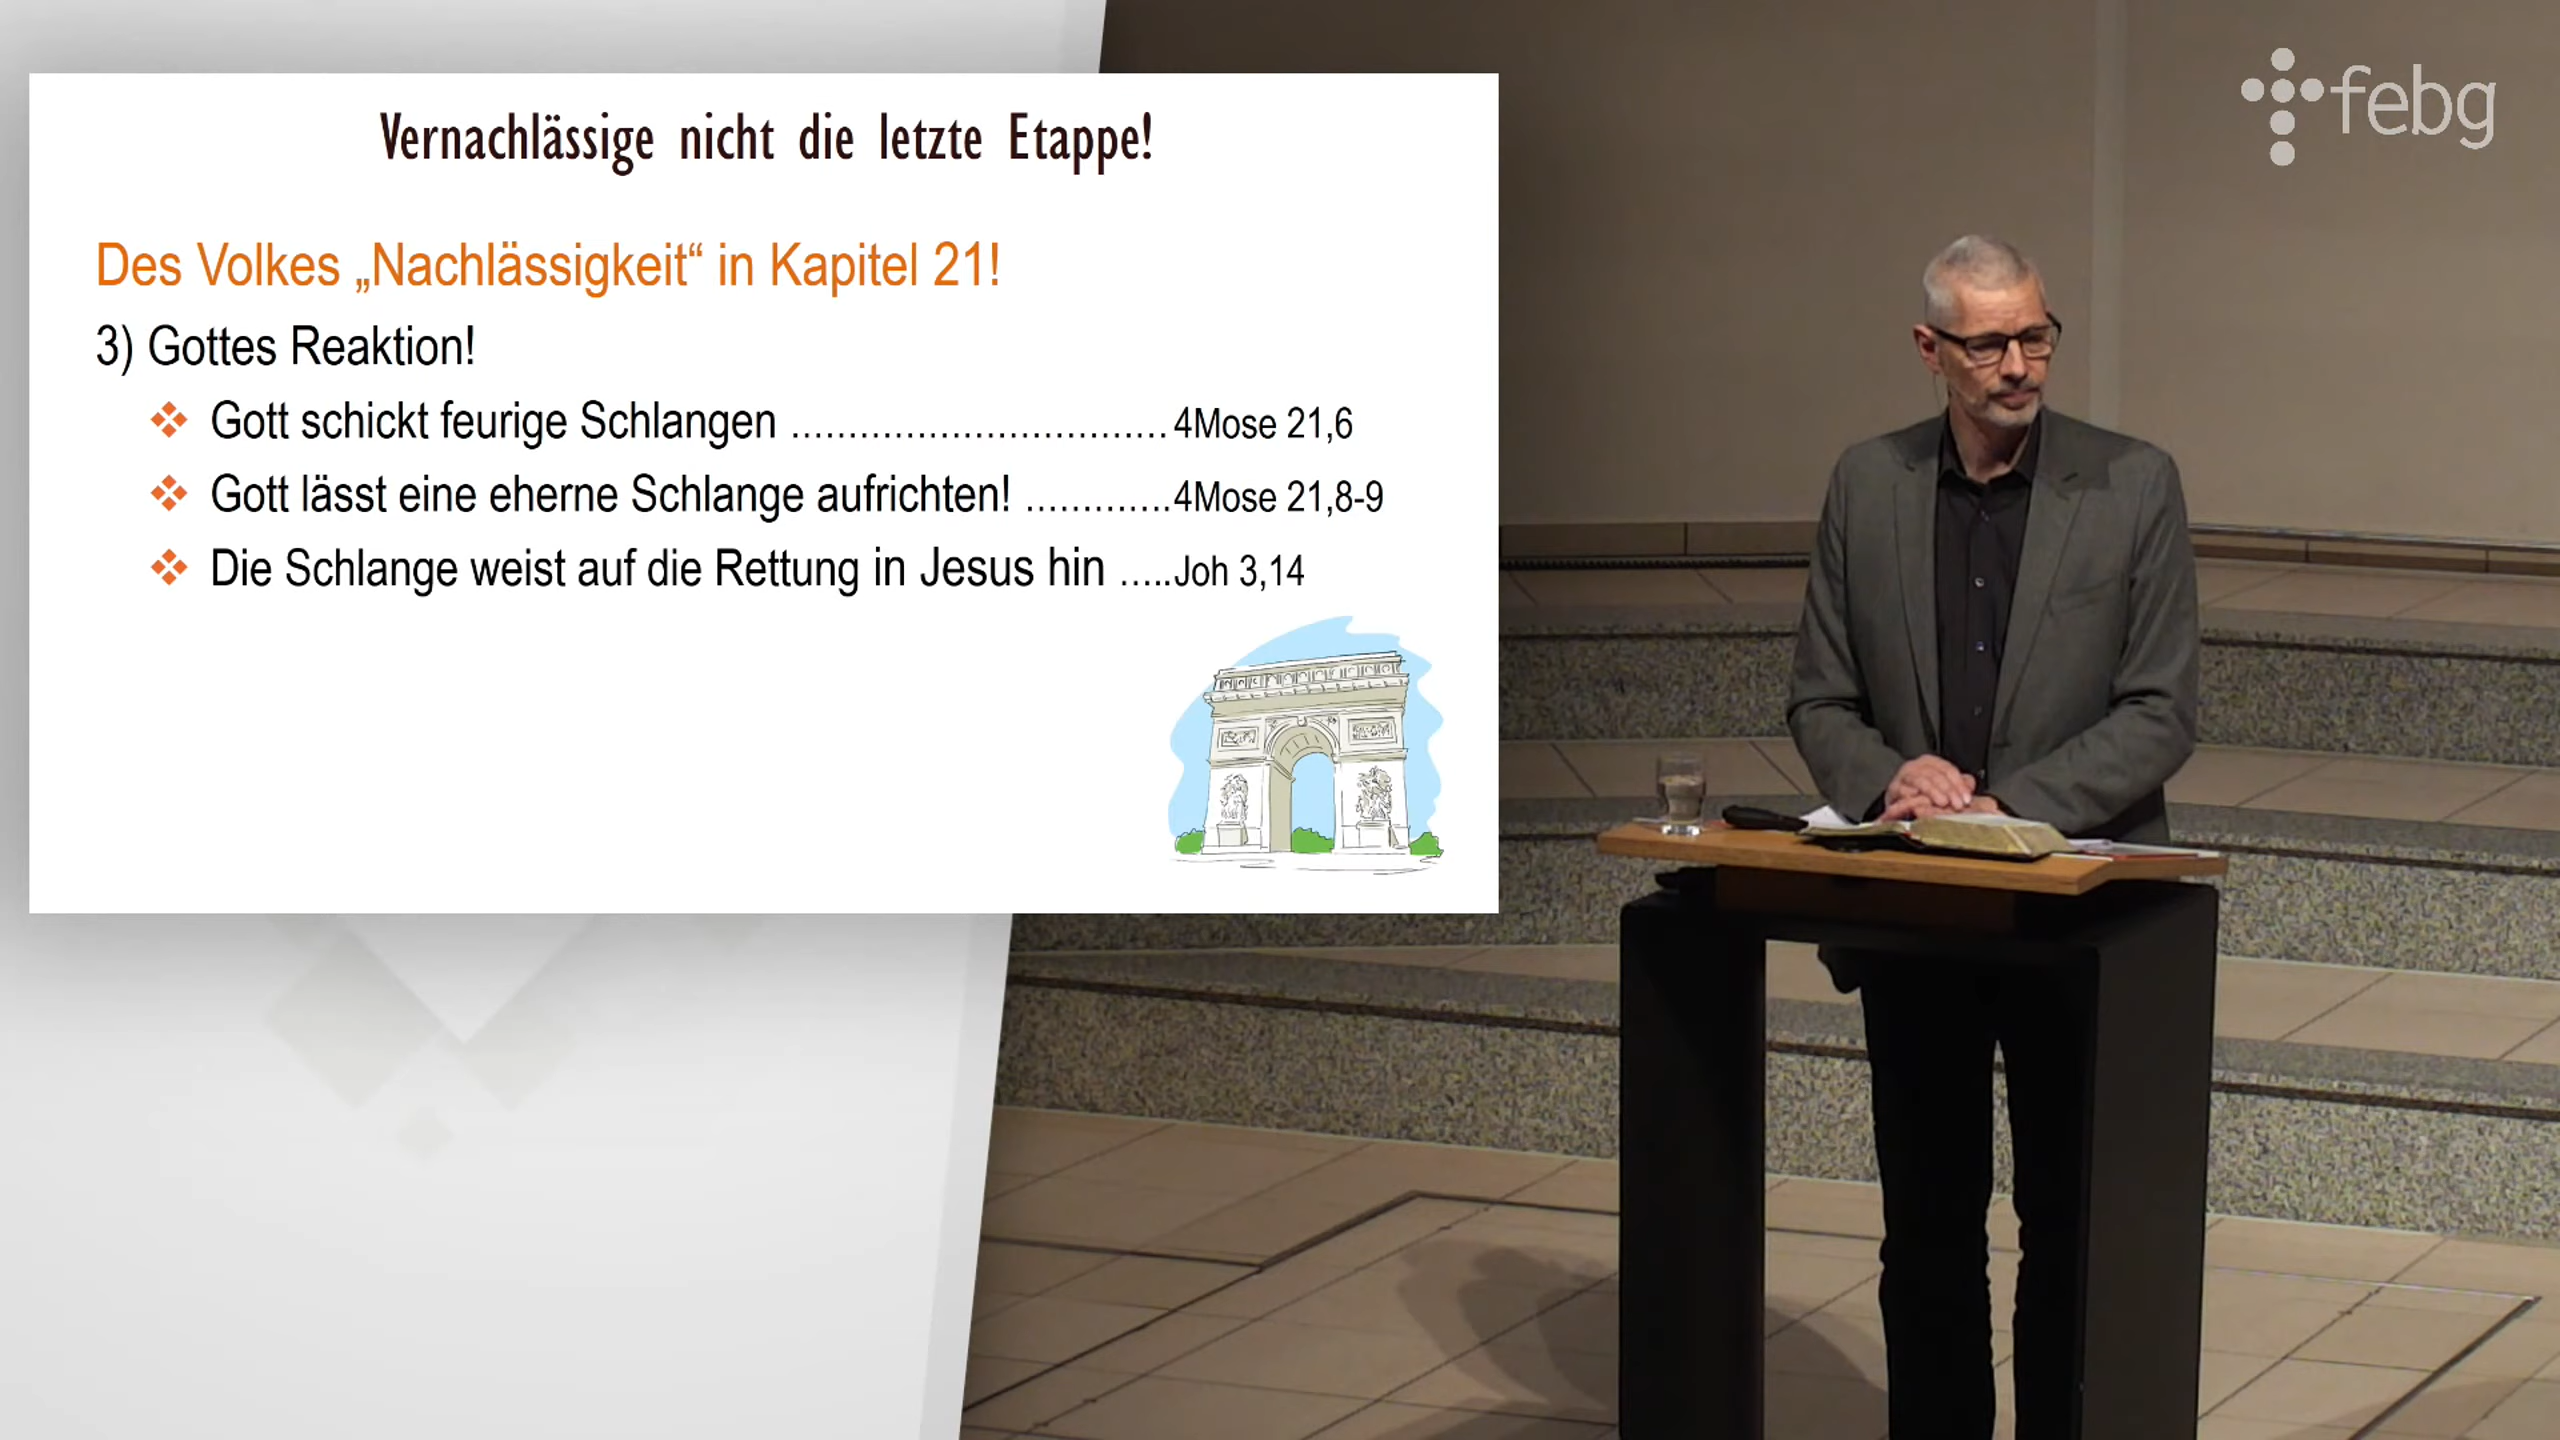 Vernachlässige nicht die letzte Etappe!
Des Volkes „Nachlässigkeit“ in Kapitel 21!
3) Gottes Reaktion!
Gott schickt feurige Schlangen ................................. 4Mose 21,6
Gott lässt eine eherne Schlange aufrichten! ............. 4Mose 21,8-9
Die Schlange weist auf die Rettung in Jesus hin ..... Joh 3,14
febg